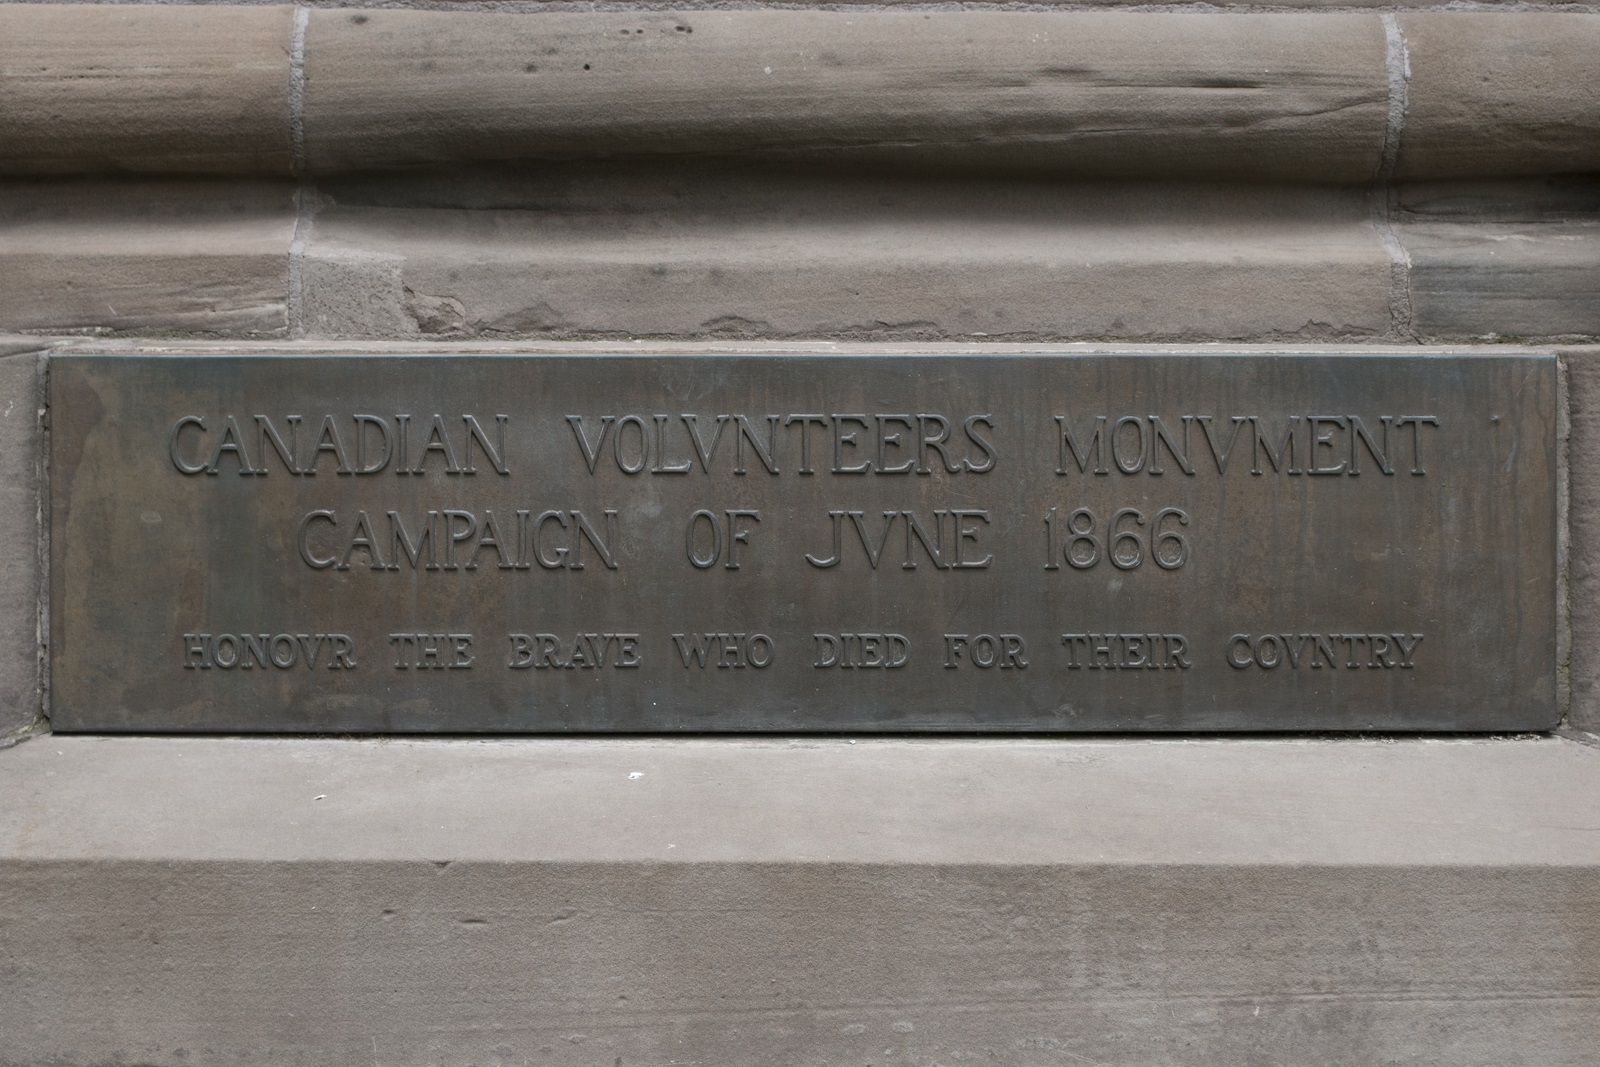 CANADIAN VOLVNTEERS MONVMENT
CAMPAIGN OF JVNE 1866
HONOVR THE BRAVE WHO DIED FOR THEIR COVNTRY